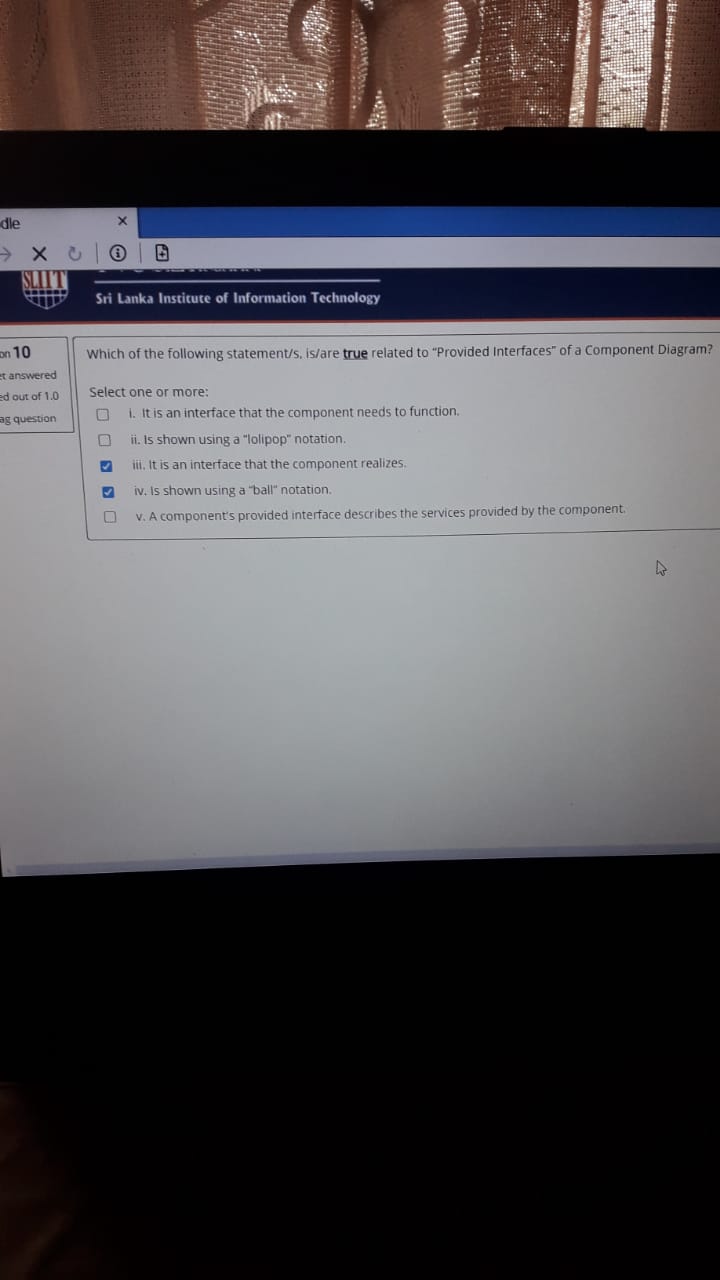 dle
SLIIT
Sri Lanka Institute of Information Technology
on 10
et answered
ed out of 1.0
ag question
Which of the following statement/s, is/are true related to "Provided Interfaces" of a Component Diagram?
Select one or more:
i. It is an interface that the component needs to function.
ii. Is shown using a "lolipop" notation.
iii. It is an interface that the component realizes.
iv. Is shown using a "ball" notation.
v. A component's provided interface describes the services provided by the component.